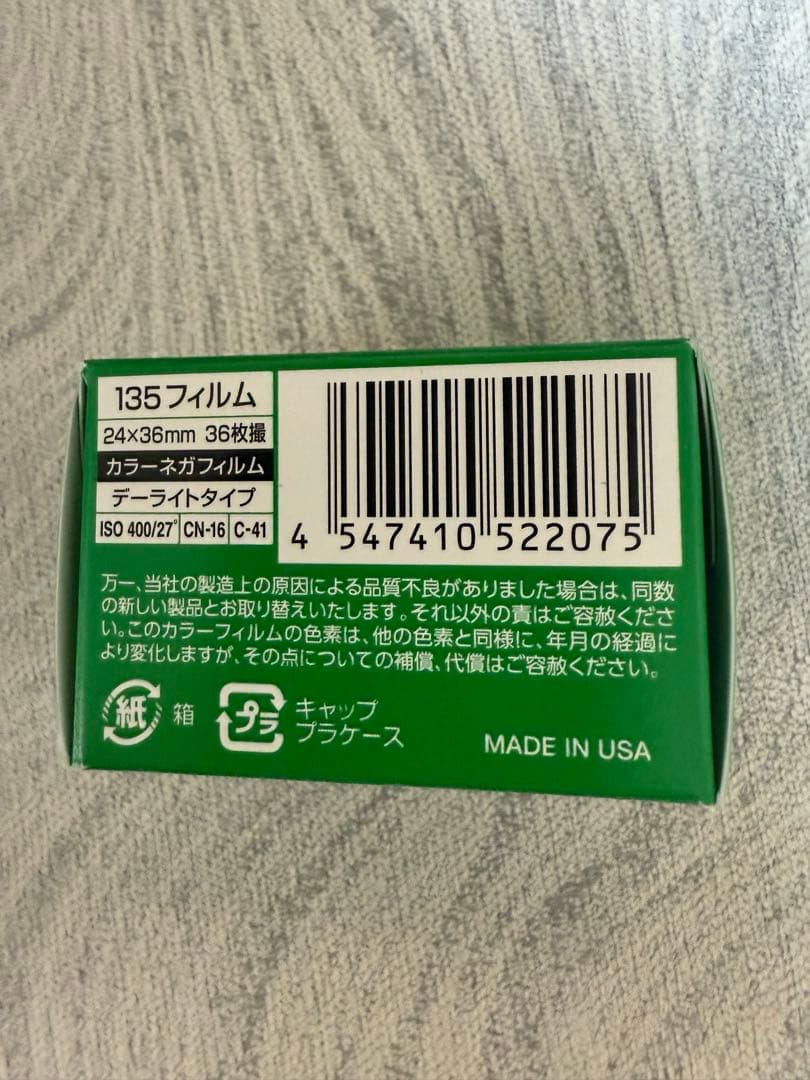 135フィルム
24×36mm 36枚撮
カラーネガフィルム
デーライトタイプ
ISO 400/27° CN-16 C-41
4 547410 522075
万一、当社の製造上の原因による品質不良がありました場合は、同数
の新しい製品とお取り替えいたします。それ以外の責はご容赦くださ
い。このカラーフィルムの色素は、他の色素と同様に、年月の経過に
より変化しますが、その点についての補償、代償はご容赦ください。
紙 箱
プラ キャップ
プラケース
MADE IN USA